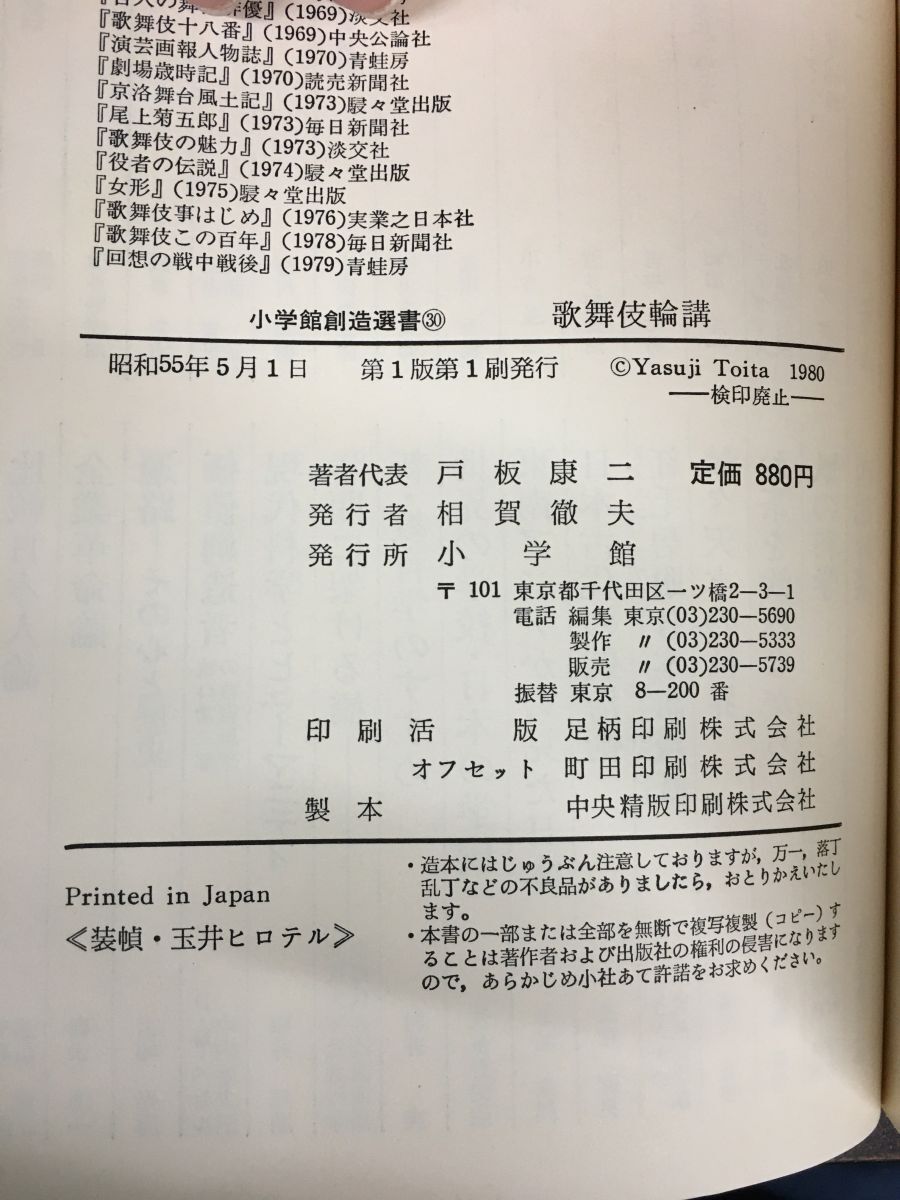 (1969)淡交社
『歌舞伎十八番』(1969)中央公論社
『演芸画報人物誌』(1970)青蛙房
『劇場歳時記』(1970)読売新聞社
『京洛舞台風土記』(1973)駸々堂出版
『尾上菊五郎』(1973)毎日新聞社
『歌舞伎の魅力』(1973)淡交社
『役者の伝説』(1974)駸々堂出版
『女形』(1975)駸々堂出版
『歌舞伎事はじめ』(1976)実業之日本社
『歌舞伎この百年』(1978)毎日新聞社
『回想の戦中戦後』(1979)青蛙房
小学館創造選書㉚ 歌舞伎輪講
昭和55年5月1日 第1版第1刷発行 ©Yasuji Toita 1980
――検印廃止――
著者代表 戸板康二 定価 880円
発行者 相賀徹夫
発行所 小学館
〒101 東京都千代田区一ツ橋2―3―1
電話 編集 東京(03)230―5690
製作 〃 (03)230―5333
販売 〃 (03)230―5739
振替 東京 8―200 番
印刷 活版 足柄印刷株式会社
オフセット 町田印刷株式会社
製本 中央精版印刷株式会社
Printed in Japan
《装幀・玉井ヒロテル》
・造本にはじゅうぶん注意しておりますが，万一，落丁
乱丁などの不良品がありましたら，おとりかえいたし
ます。
・本書の一部または全部を無断で複写複製（コピー）す
ることは著作者および出版社の権利の侵害になります
ので，あらかじめ小社あて許諾をお求めください。